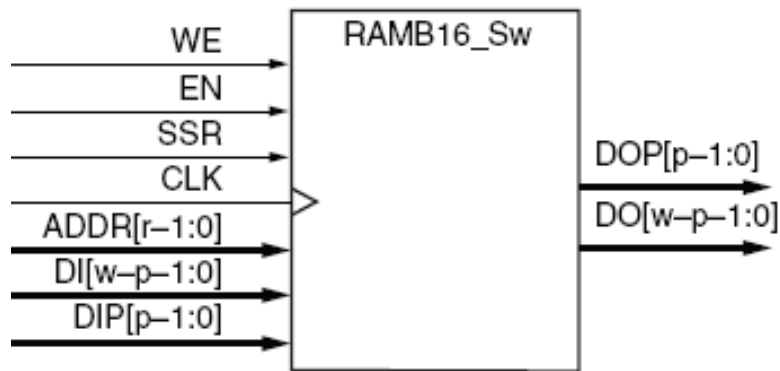 WE
RAMB16_Sw
EN
SSR
CLK
ADDR[r–1:0]
DI[w–p–1:0]
DIP[p–1:0]
DOP[p–1:0]
DO[w–p–1:0]